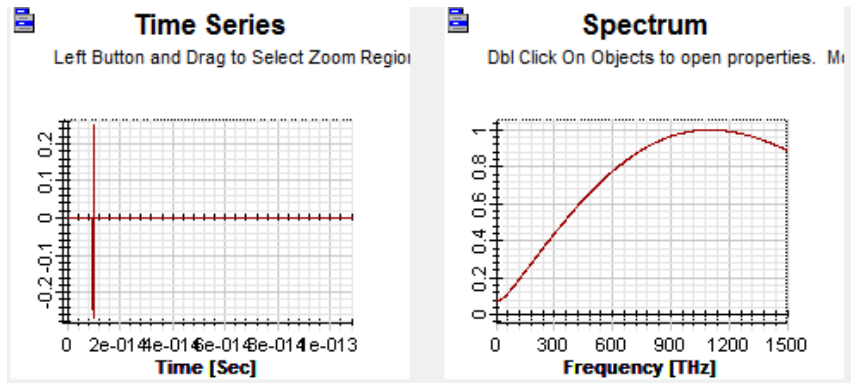 Time Series
Left Button and Drag to Select Zoom Region
0.2
0.1
0
-0.1
-0.2
0 2e-014 4e-014 6e-014 8e-014 1e-013
Time [Sec]
Spectrum
Dbl Click On Objects to open properties. Mo
1
0.8
0.6
0.4
0.2
0
0 300 600 900 1200 1500
Frequency [THz]